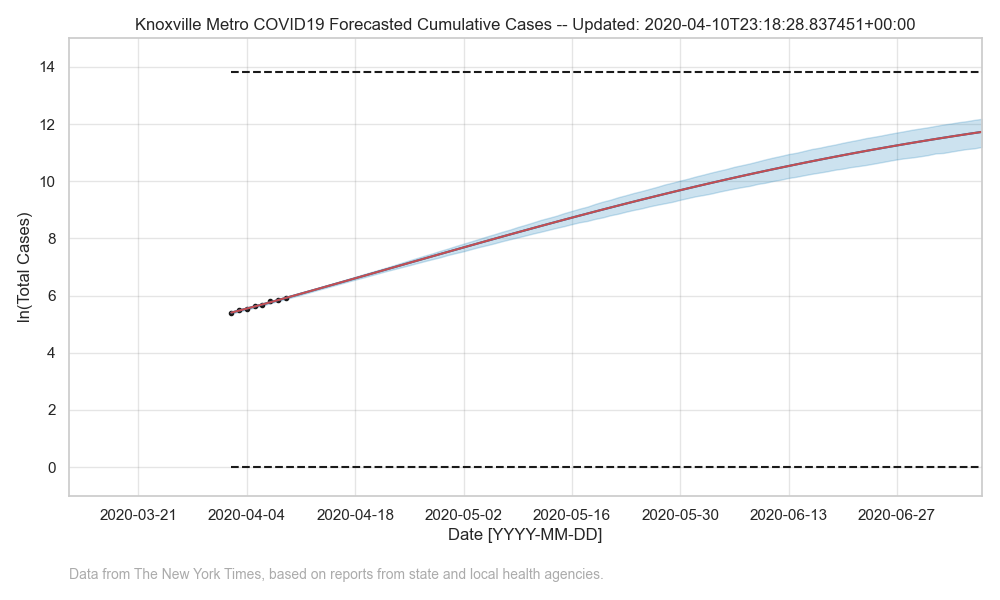 Knoxville Metro COVID19 Forecasted Cumulative Cases -- Updated: 2020-04-10T23:18:28.837451+00:00
14
12
10
8
6
4
2
0
ln(Total Cases)
2020-03-21 2020-04-04 2020-04-18 2020-05-02 2020-05-16 2020-05-30 2020-06-13 2020-06-27
Date [YYYY-MM-DD]
Data from The New York Times, based on reports from state and local health agencies.